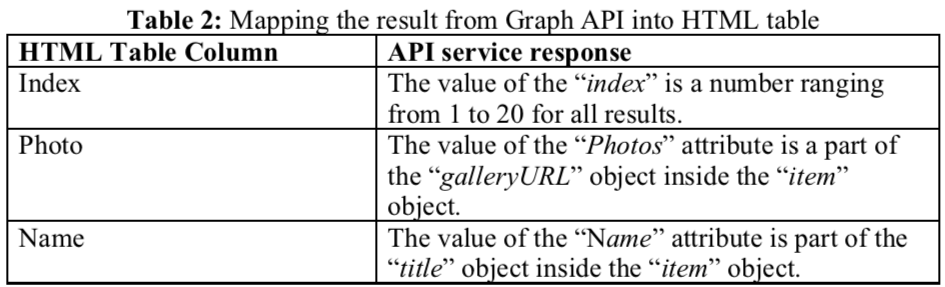 Table 2: Mapping the result from Graph API into HTML table
HTML Table Column API service response
Index The value of the “index” is a number ranging
from 1 to 20 for all results.
Photo The value of the “Photos” attribute is a part of
the “galleryURL” object inside the “item”
object.
Name The value of the “Name” attribute is part of the
“title” object inside the “item” object.